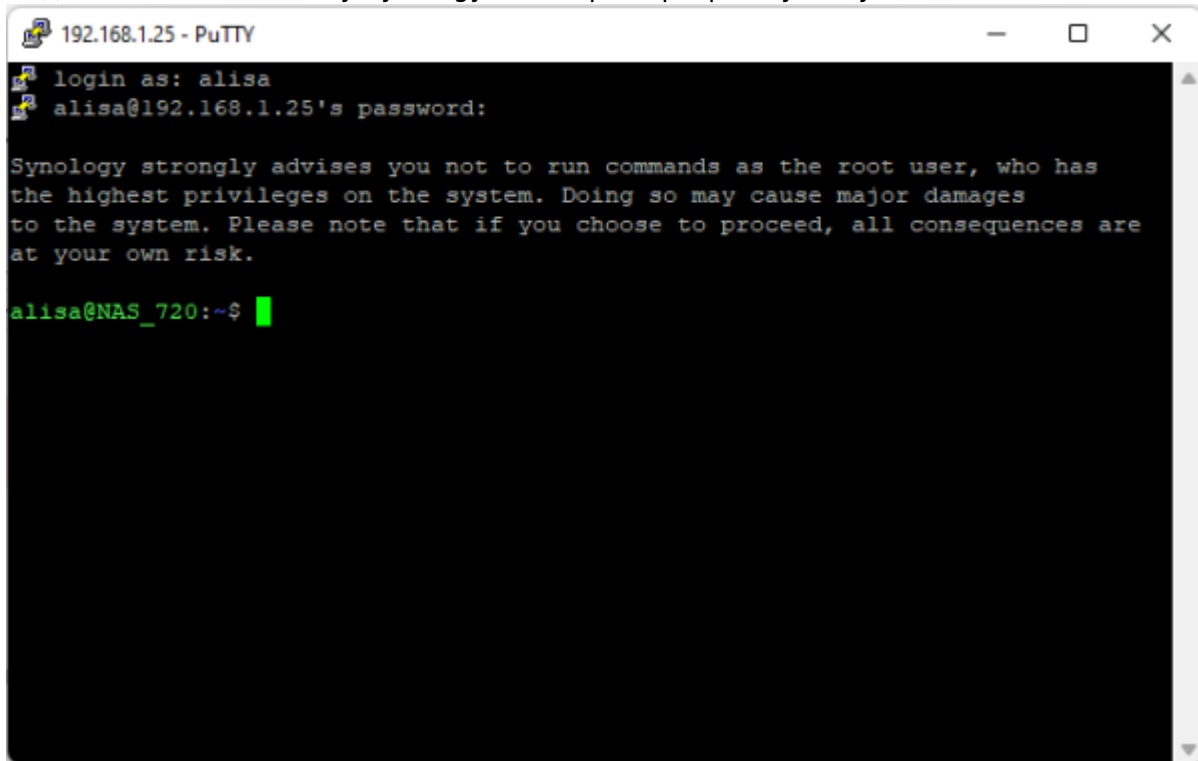 192.168.1.25 - PuTTY
login as: alisa
alisa@192.168.1.25's password:
Synology strongly advises you not to run commands as the root user, who has
the highest privileges on the system. Doing so may cause major damages
to the system. Please note that if you choose to proceed, all consequences are
at your own risk.
alisa@NAS_720:~$